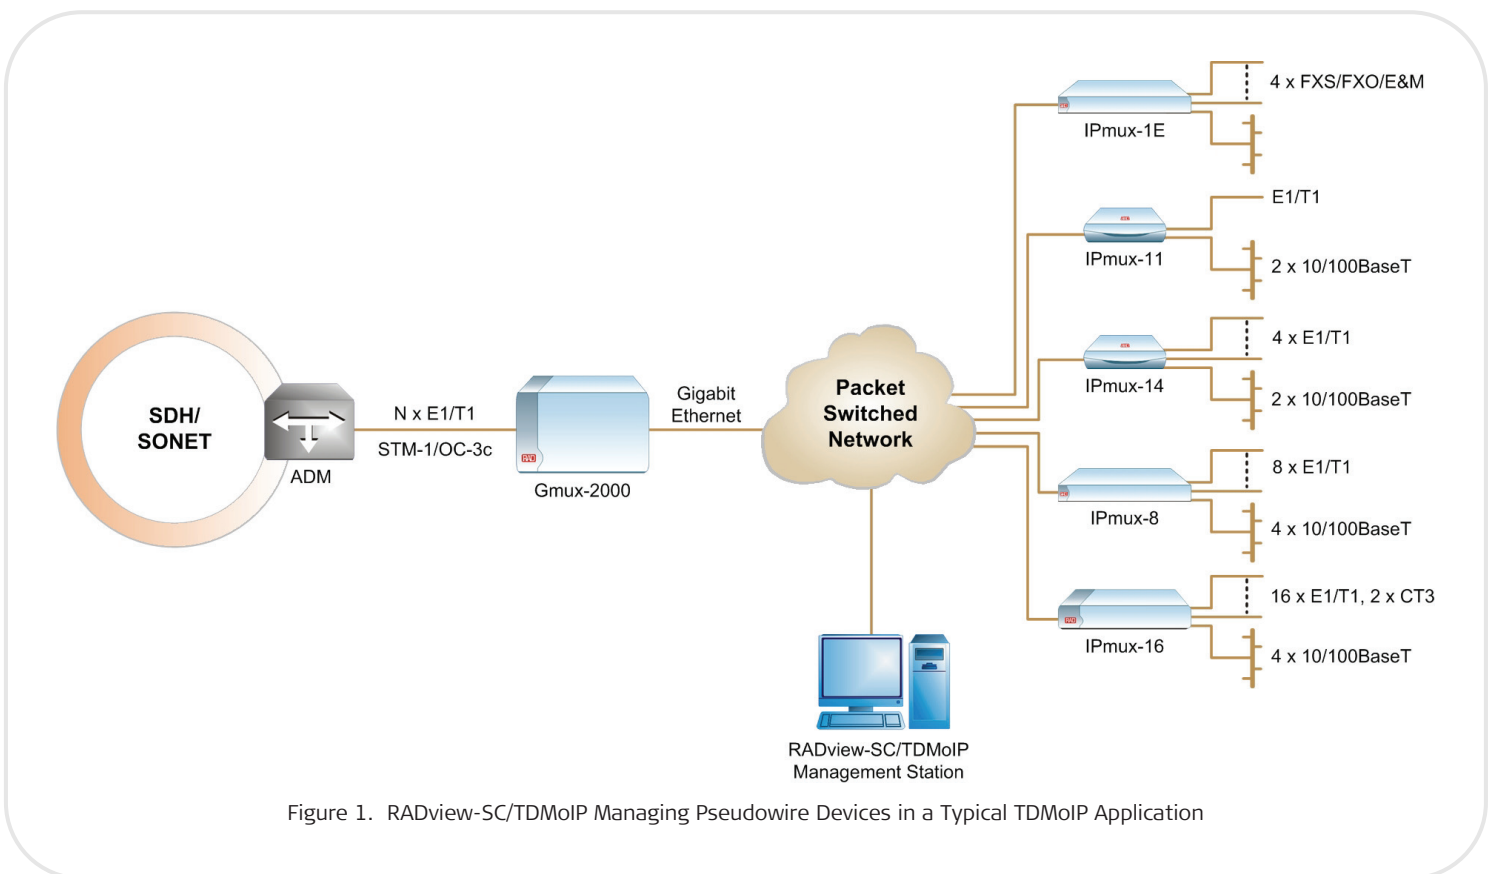 4 x FXS/FXO/E&M
IPmux-1E
E1/T1
IPmux-11
2 x 10/100BaseT
4 x E1/T1
IPmux-14
2 x 10/100BaseT
SDH/
SONET
ADM
N x E1/T1
STM-1/OC-3c
RAD
Gmux-2000
Gigabit
Ethernet
Packet
Switched
Network
8 x E1/T1
IPmux-8
4 x 10/100BaseT
16 x E1/T1, 2 x CT3
RAD
IPmux-16
4 x 10/100BaseT
RADview-SC/TDMoIP
Management Station
Figure 1. RADview-SC/TDMoIP Managing Pseudowire Devices in a Typical TDMoIP Application